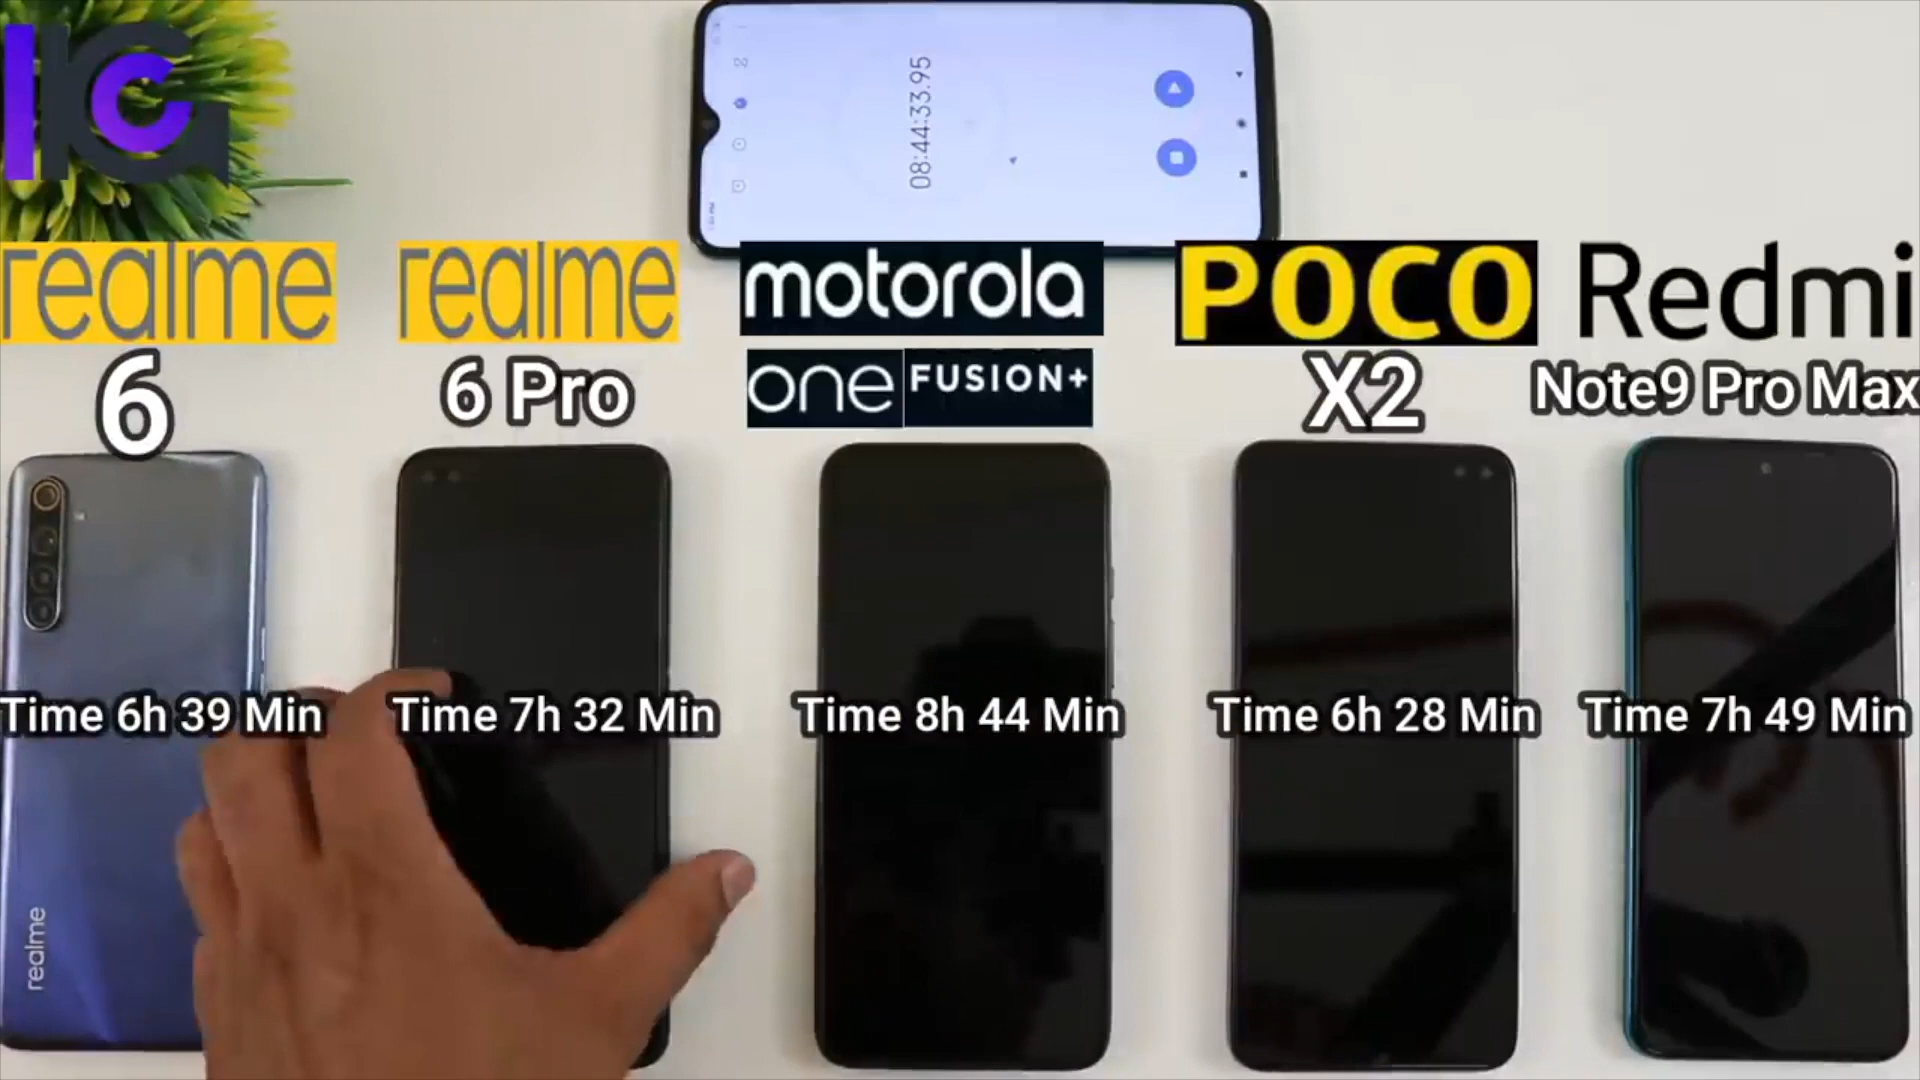 IKG
08:44:33.95
realme
6
realme
6 Pro
motorola
one FUSION+
POCO
X2
Redmi
Note9 Pro Max
Time 6h 39 Min
Time 7h 32 Min
Time 8h 44 Min
Time 6h 28 Min
Time 7h 49 Min
realme